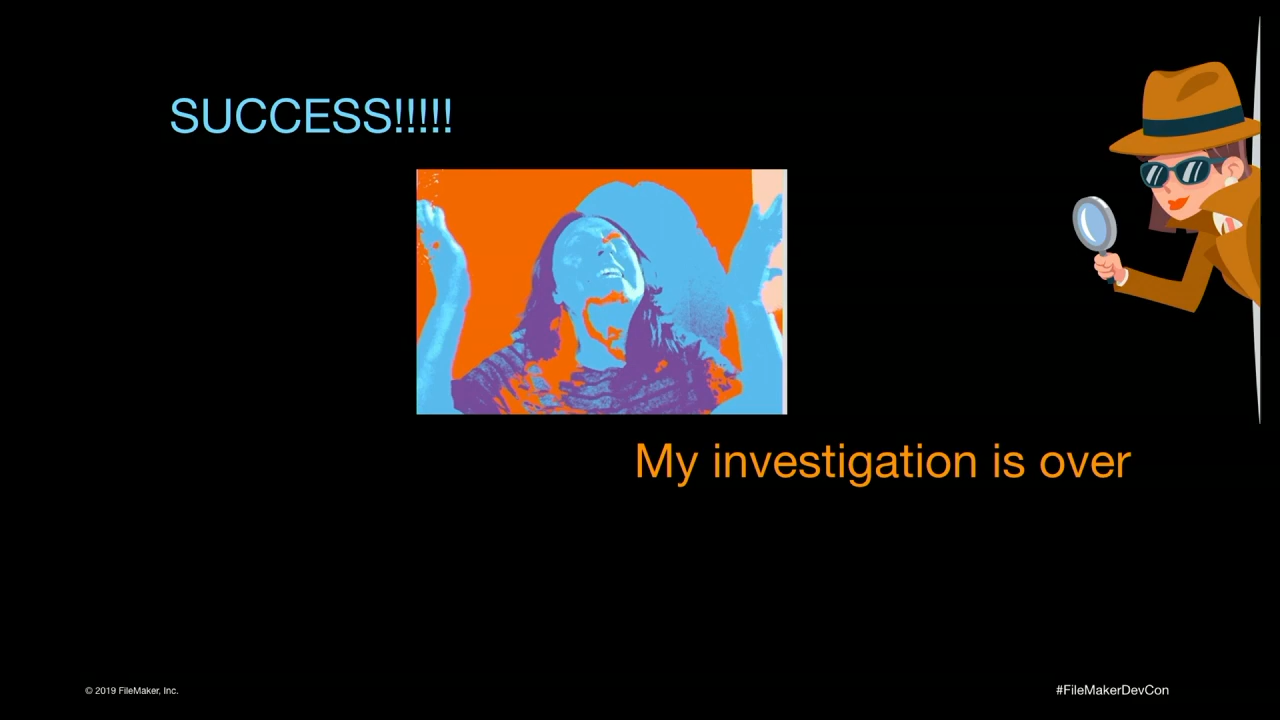 SUCCESS!!!!!
My investigation is over
© 2019 FileMaker, Inc.
#FileMakerDevCon